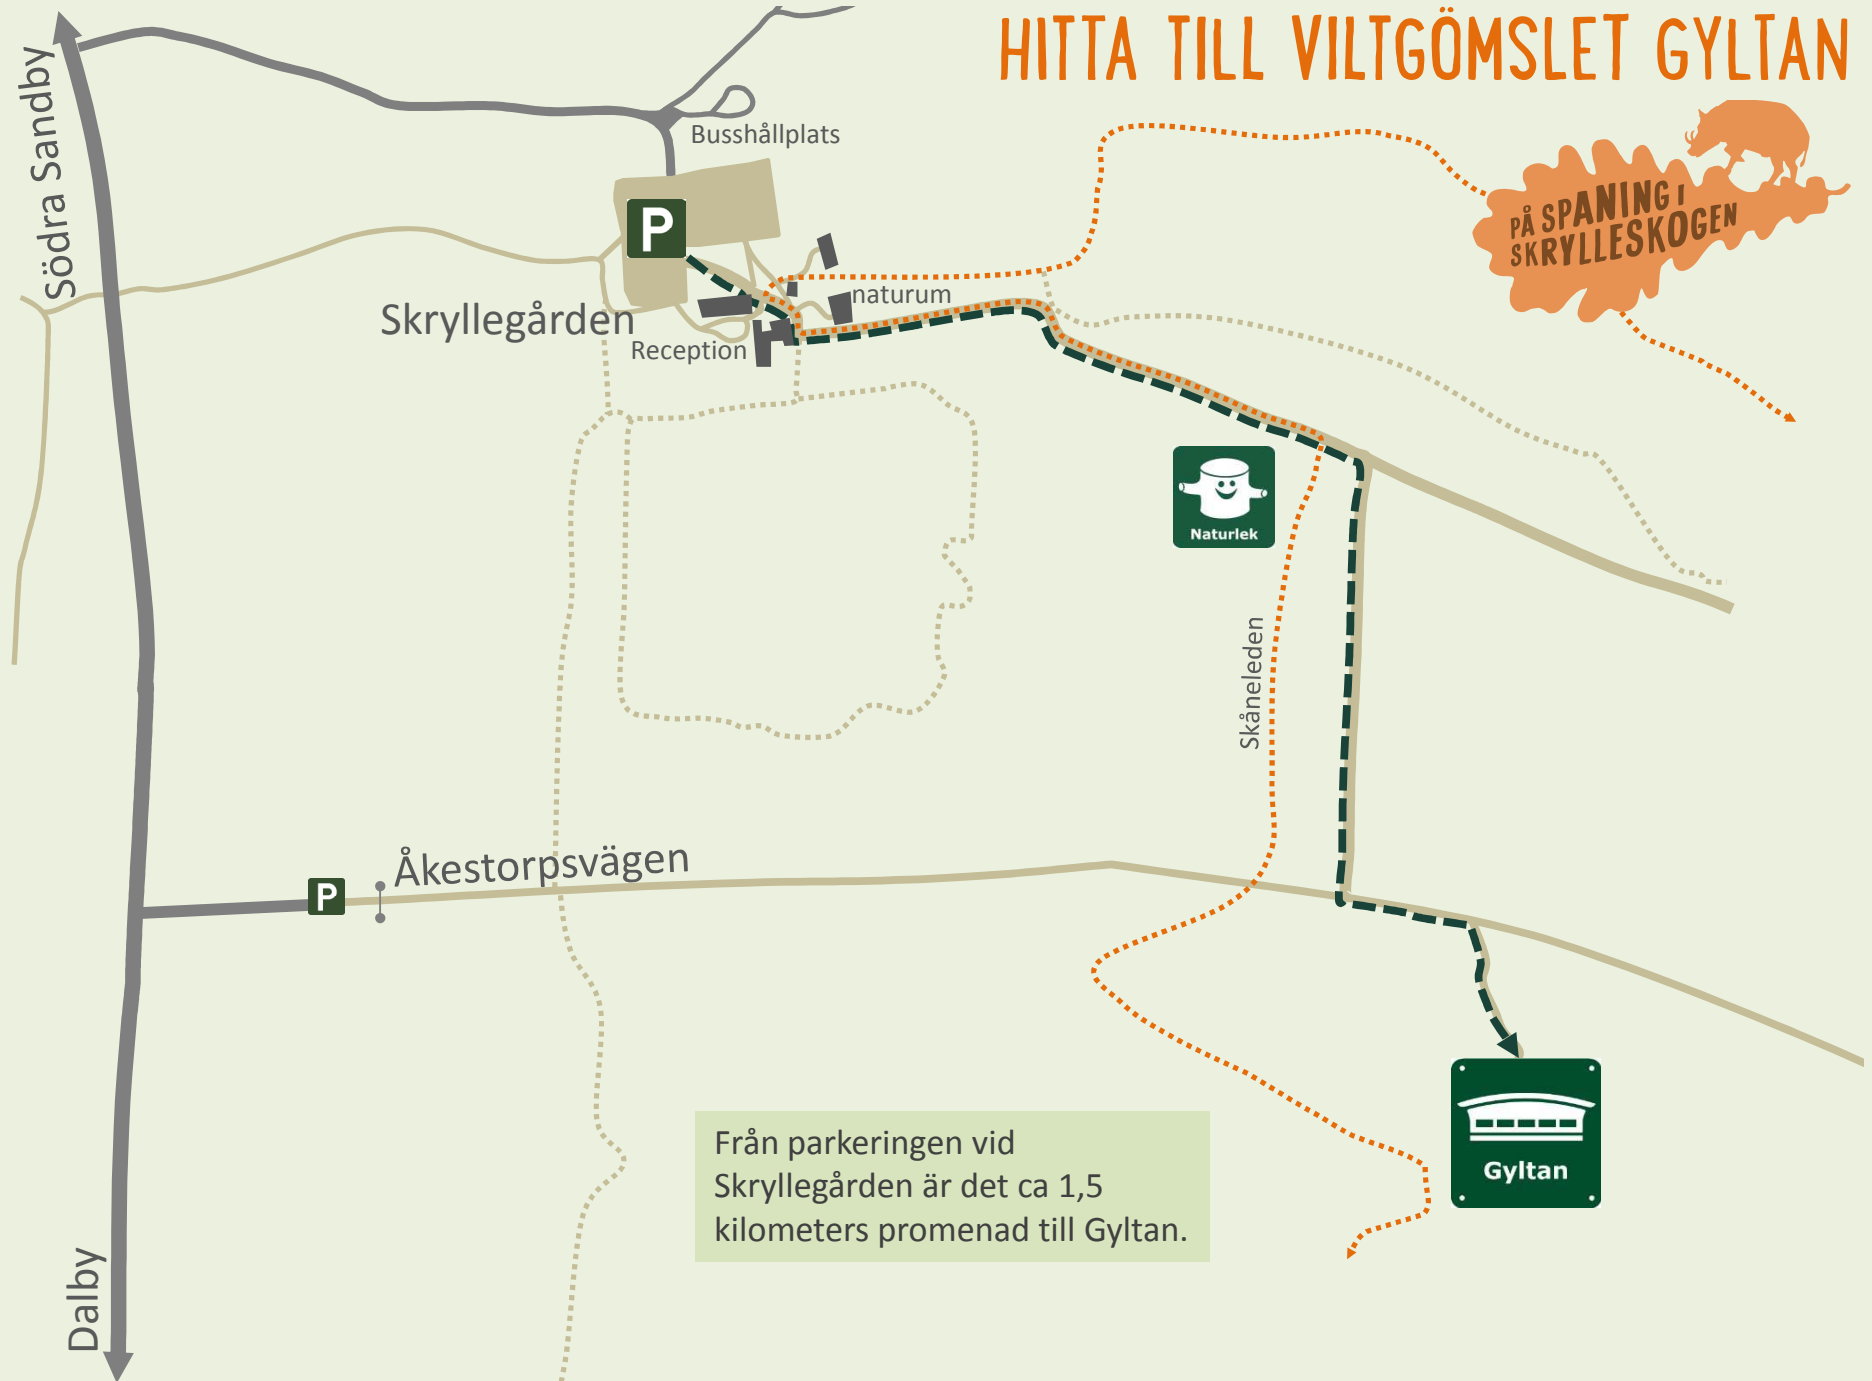 HITTA TILL VILTGÖMSLET GYLTAN
Södra Sandby
Busshållplats
P
PÅ SPANING I
SKRYLLESKOGEN
naturum
Skryllegården
Reception
Naturlek
Skåneleden
Åkestorpsvägen
P
Från parkeringen vid
Skryllegården är det ca 1,5
kilometers promenad till Gyltan.
Gyltan
Dalby